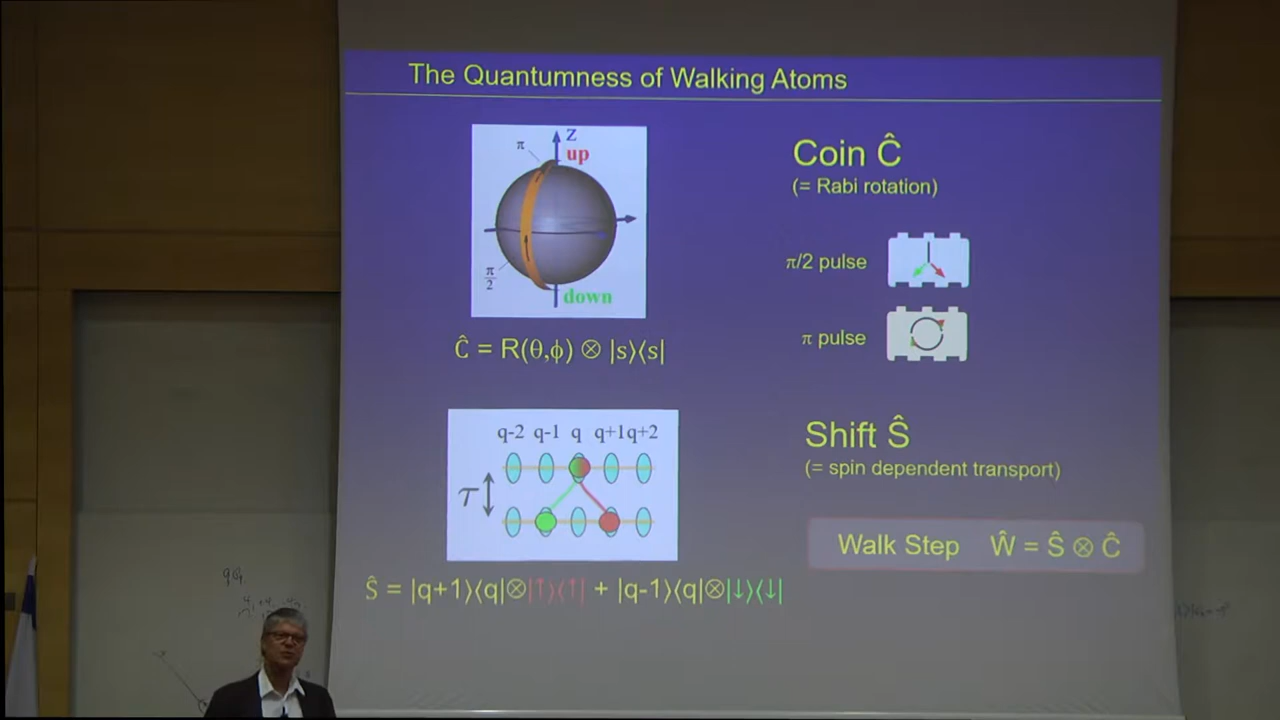 The Quantumness of Walking Atoms
Z
π
up
π/2
down
Ĉ = R(θ,ϕ) ⊗ |s⟩⟨s|
Coin Ĉ
(= Rabi rotation)
π/2 pulse
π pulse
q-2 q-1 q q+1 q+2
τ
Ŝ = |q+1⟩⟨q|⊗|↑⟩⟨↑| + |q-1⟩⟨q|⊗|↓⟩⟨↓|
Shift Ŝ
(= spin dependent transport)
Walk Step Ŵ = Ŝ ⊗ Ĉ